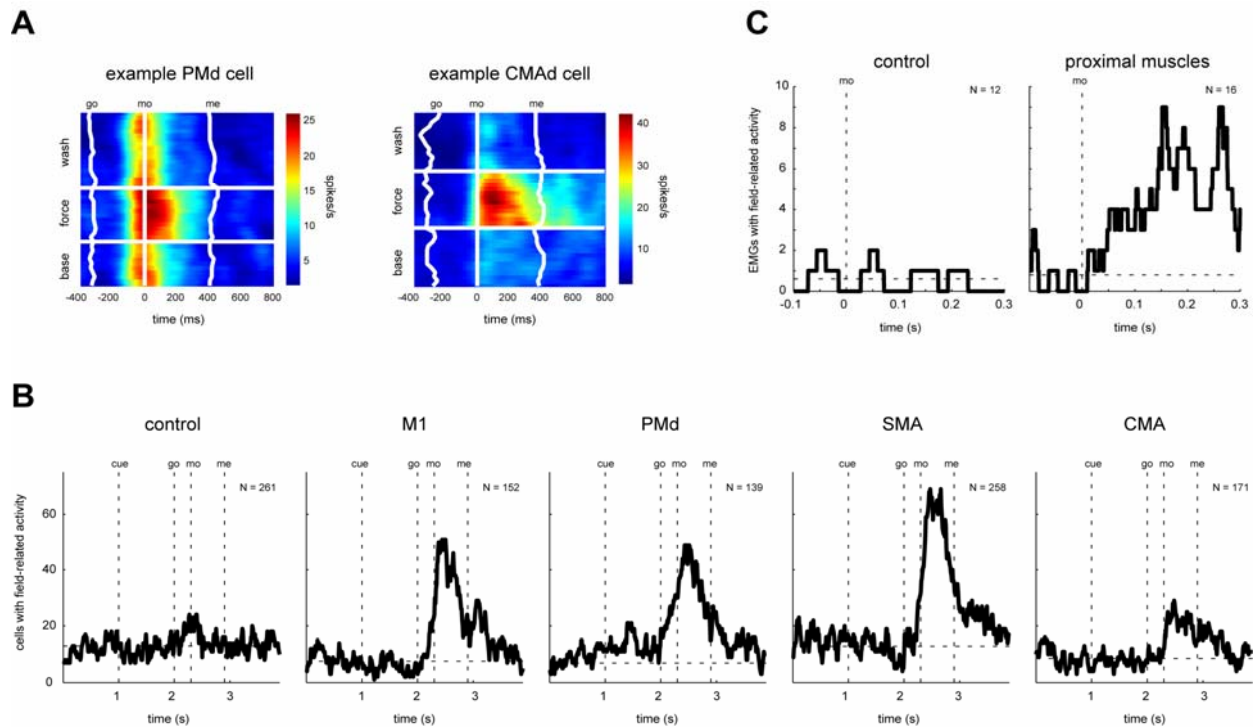 A
example PMd cell
go mo me
wash
force
base
-400 0 400 800
time (ms)
25
20
15
10
5
spikes/s
example CMAd cell
go mo me
wash
force
base
-400 -200 0 200 400 600 800
time (ms)
40
30
20
10
spikes/s
C
control
mo
N = 12
10
9
8
7
6
5
4
3
2
1
0
EMGs with field-related activity
-0.1 0 0.1 0.2 0.3
time (s)
proximal muscles
mo
N = 16
0 0.1 0.2 0.3
time (s)
B
control
cue go mo me
N = 261
60
40
20
0
cells with field-related activity
1 2 3
time (s)
M1
cue go mo me
N = 152
1 2 3
time (s)
PMd
cue go mo me
N = 139
1 2 3
time (s)
SMA
cue go mo me
N = 258
1 2 3
time (s)
CMA
cue go mo me
N = 171
1 2 3
time (s)